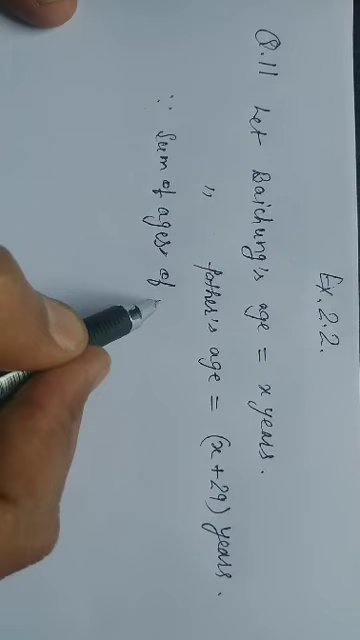 Ex. 2.2.
Q.11 Let Baichung's age = x years.
" father's age = (x + 29) years.
∵ Sum of ages of